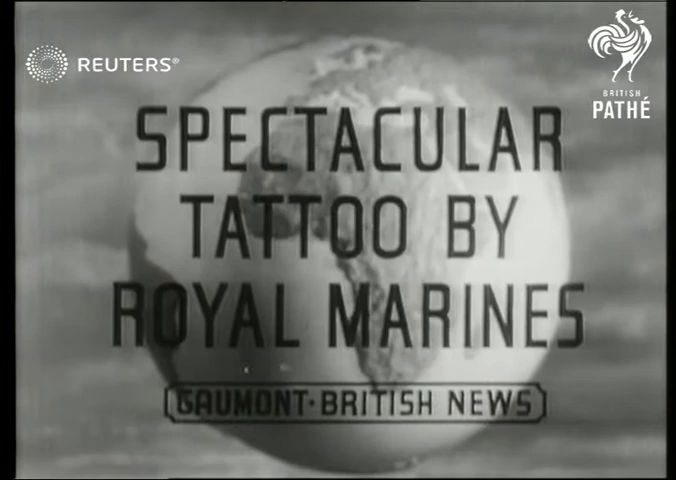 REUTERS®
BRITISH
PATHÉ
SPECTACULAR
TATTOO BY
ROYAL MARINES
GAUMONT-BRITISH NEWS